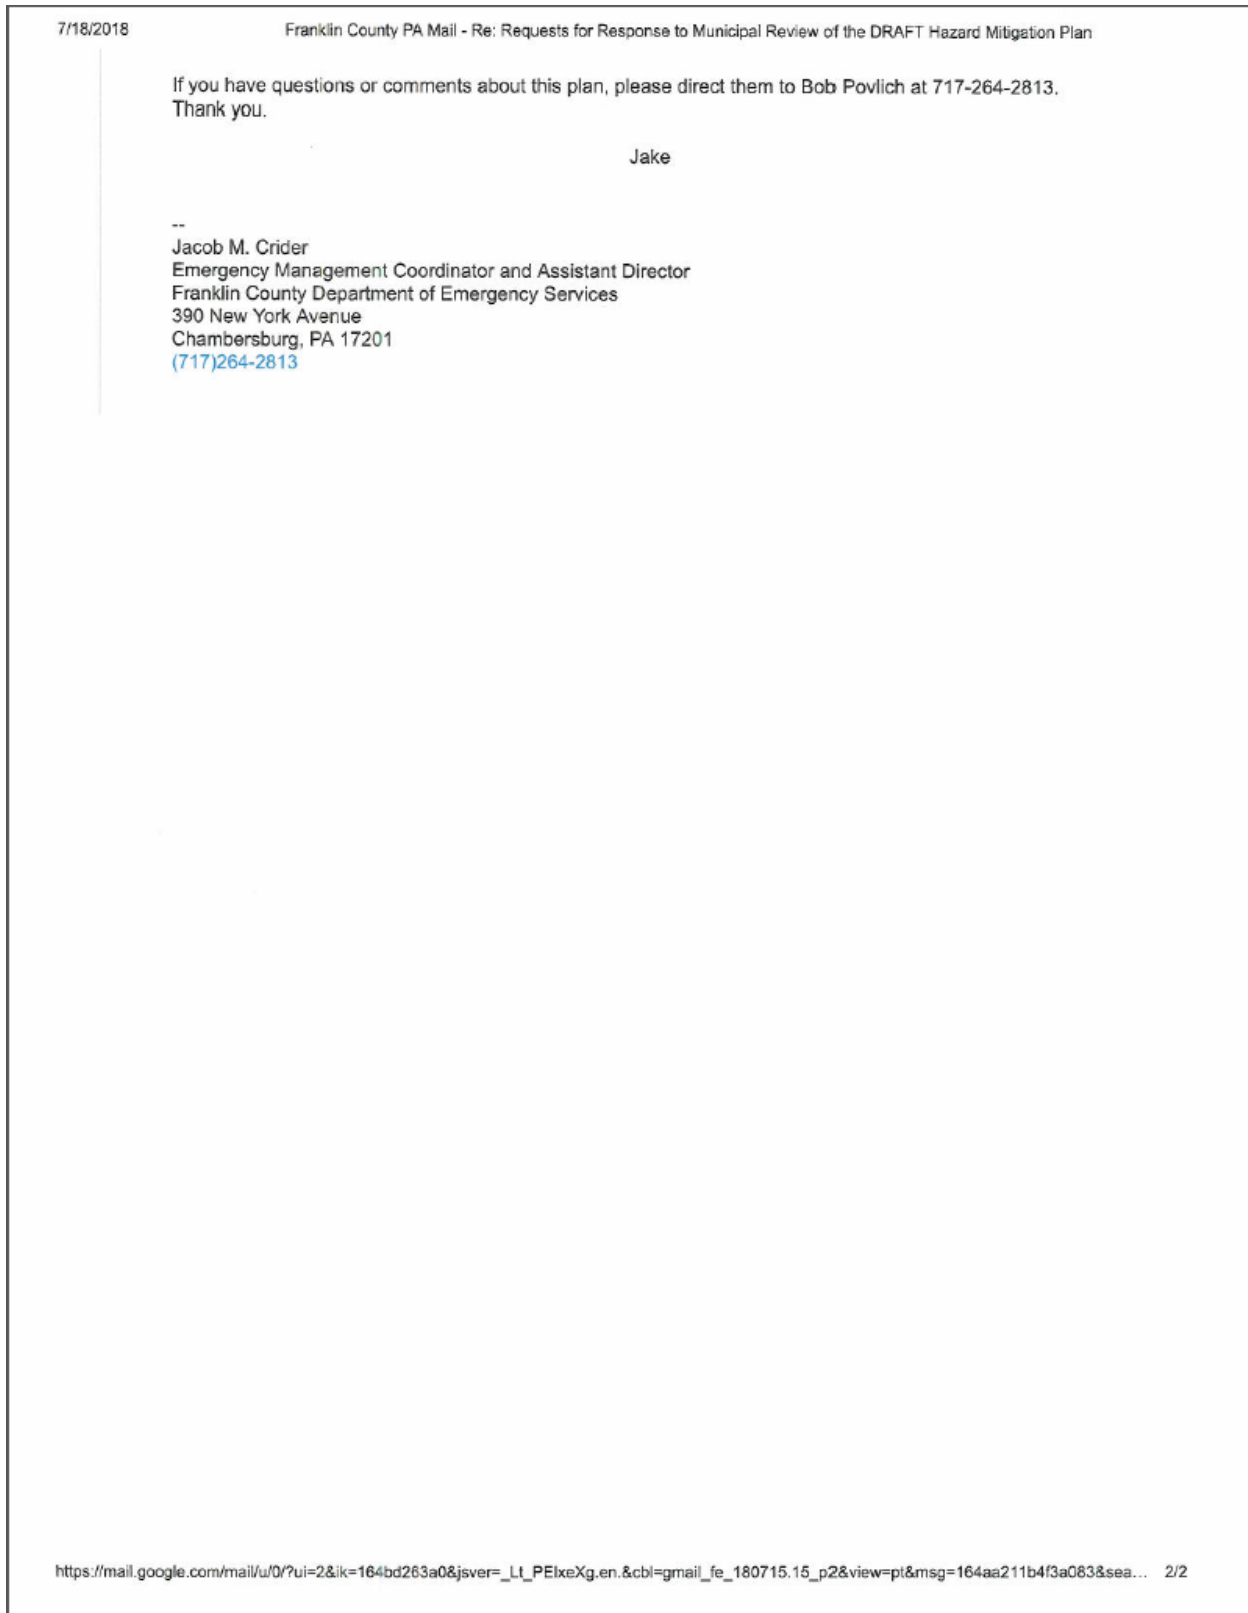 7/18/2018 Franklin County PA Mail - Re: Requests for Response to Municipal Review of the DRAFT Hazard Mitigation Plan
If you have questions or comments about this plan, please direct them to Bob Povlich at 717-264-2813.
Thank you.
Jake
--
Jacob M. Crider
Emergency Management Coordinator and Assistant Director
Franklin County Department of Emergency Services
390 New York Avenue
Chambersburg, PA 17201
(717)264-2813
https://mail.google.com/mail/u/0/?ui=2&ik=164bd263a0&jsver=_Lt_PEIxeXg.en.&cbl=gmail_fe_180715.15_p2&view=pt&msg=164aa211b4f3a083&sea... 2/2